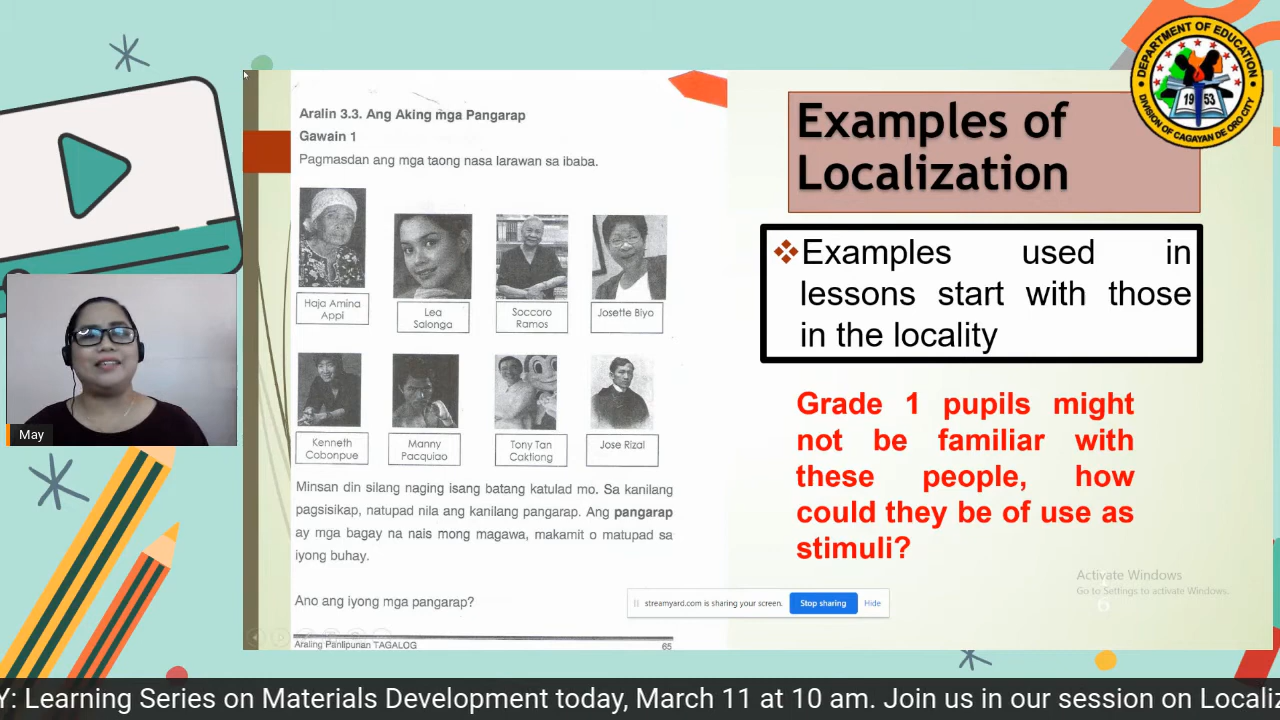 Aralin 3.3. Ang Aking mga Pangarap
Gawain 1
Pagmasdan ang mga taong nasa larawan sa ibaba.
Haja Amina
Appi
Lea
Salonga
Soccoro
Ramos
Josette Biyo
Kenneth
Cobonpue
Manny
Pacquiao
Tony Tan
Caktiong
Jose Rizal
Minsan din silang naging isang batang katulad mo. Sa kanilang
pagsisikap, natupad nila ang kanilang pangarap. Ang pangarap
ay mga bagay na nais mong magawa, makamit o matupad sa
iyong buhay.
Ano ang iyong mga pangarap?
Araling Panlipunan TAGALOG
65
Examples of
Localization
Examples used in
lessons start with those
in the locality
Grade 1 pupils might
not be familiar with
these people, how
could they be of use as
stimuli?
DEPARTMENT OF EDUCATION
1953
DIVISION OF CAGAYAN DE ORO CITY
May
streamyard.com is sharing your screen.
Stop sharing
Hide
Activate Windows
Go to Settings to activate Windows.
Y: Learning Series on Materials Development today, March 11 at 10 am. Join us in our session on Localiz